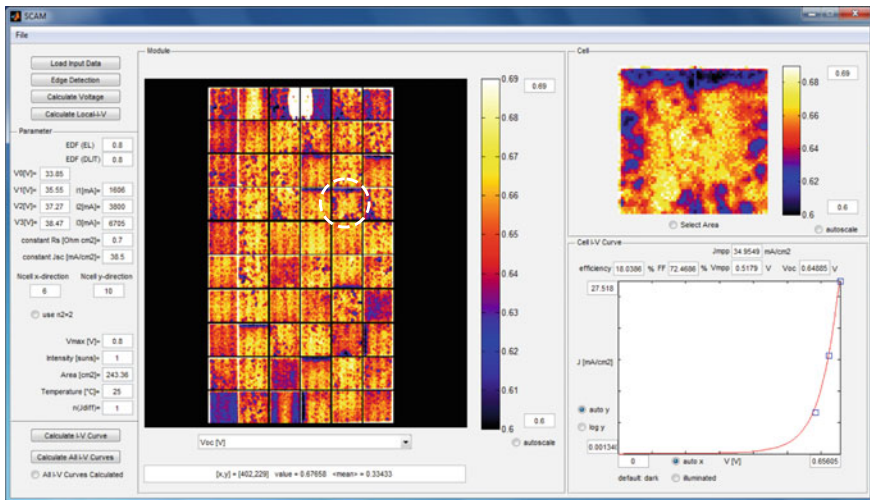 SCAM
File
Load Input Data
Edge Detection
Calculate Voltage
Calculate Local-I-V
Parameter
EDF (EL) 0.8
EDF (DLIT) 0.8
V0[V]= 33.85
V1[V]= 35.55 I1[mA]= 1606
V2[V]= 37.27 I2[mA]= 3800
V3[V]= 38.47 I3[mA]= 6705
constant Rs [Ohm cm2]= 0.7
constant Jsc [mA/cm2]= 38.5
Ncell x-direction Ncell y-direction
6 10
use n2=2
Vmax [V]= 0.8
Intensity [suns]= 1
Area [cm2]= 243.36
Temperature [°C]= 25
n(Jdiff)= 1
Calculate I-V Curve
Calculate All I-V Curves
All I-V Curves Calculated
Module
0.69 0.69
0.68
0.67
0.66
0.65
0.64
0.63
0.62
0.61
0.6 0.6
autoscale
Voc [V]
[x,y] = [402,229] value = 0.67658 <mean> = 0.33433
Cell
0.68 0.69
0.66
0.64
0.62
0.6 0.6
Select Area
autoscale
Cell I-V Curve
Jmpp 34.9549 mA/cm2
efficiency 18.0386 % FF 72.4686 % Vmpp 0.5179 V Voc 0.64885 V
27.518
J [mA/cm2]
auto y
log y
0.001340
0 auto x V [V] 0.65605
default: dark illuminated